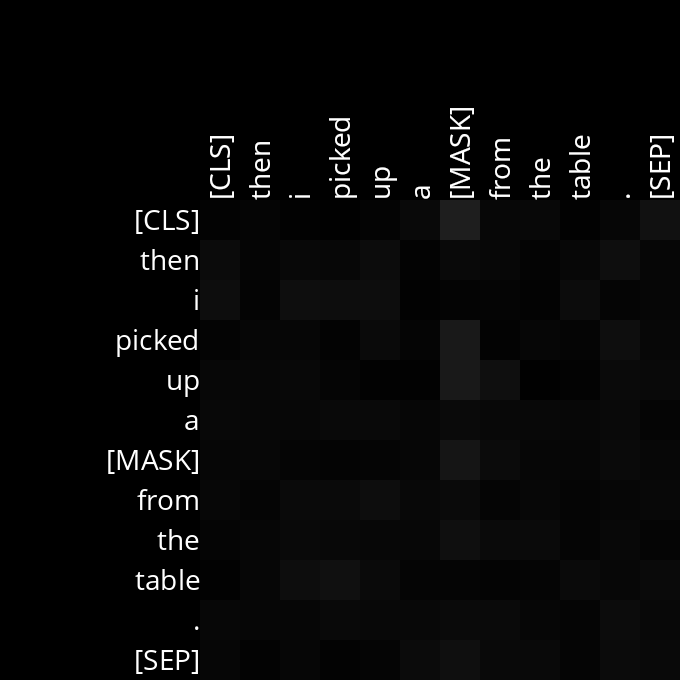 [CLS] then i picked up a [MASK] from the table . [SEP]
[CLS]
then
i
picked
up
a
[MASK]
from
the
table
.
[SEP]